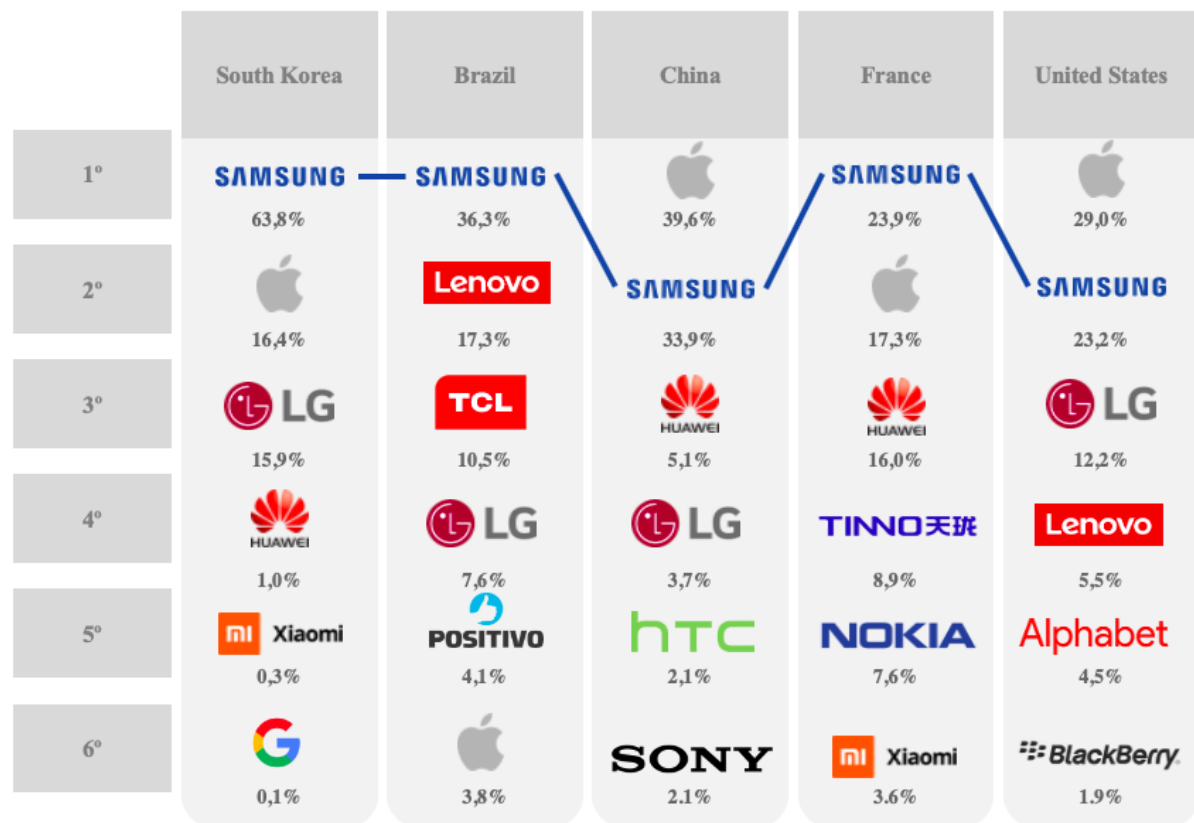 South Korea Brazil China France United States
1º SAMSUNG SAMSUNG SAMSUNG
63,8% 36,3% 39,6% 23,9% 29,0%
2º Lenovo SAMSUNG SAMSUNG
16,4% 17,3% 33,9% 17,3% 23,2%
3º LG TCL HUAWEI HUAWEI LG
15,9% 10,5% 5,1% 16,0% 12,2%
4º HUAWEI LG LG TINNO天珑 Lenovo
1,0% 7,6% 3,7% 8,9% 5,5%
5º mi Xiaomi POSITIVO hTC NOKIA Alphabet
0,3% 4,1% 2,1% 7,6% 4,5%
6º G SONY mi Xiaomi BlackBerry
0,1% 3,8% 2.1% 3.6% 1.9%